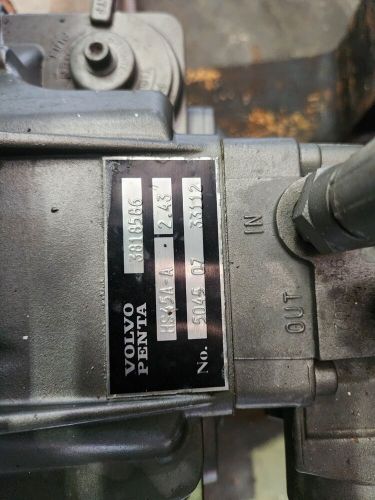 VOLVO
PENTA
3818566
HS45A-A 2.43"
No. 5045 07 33112
IN
OUT